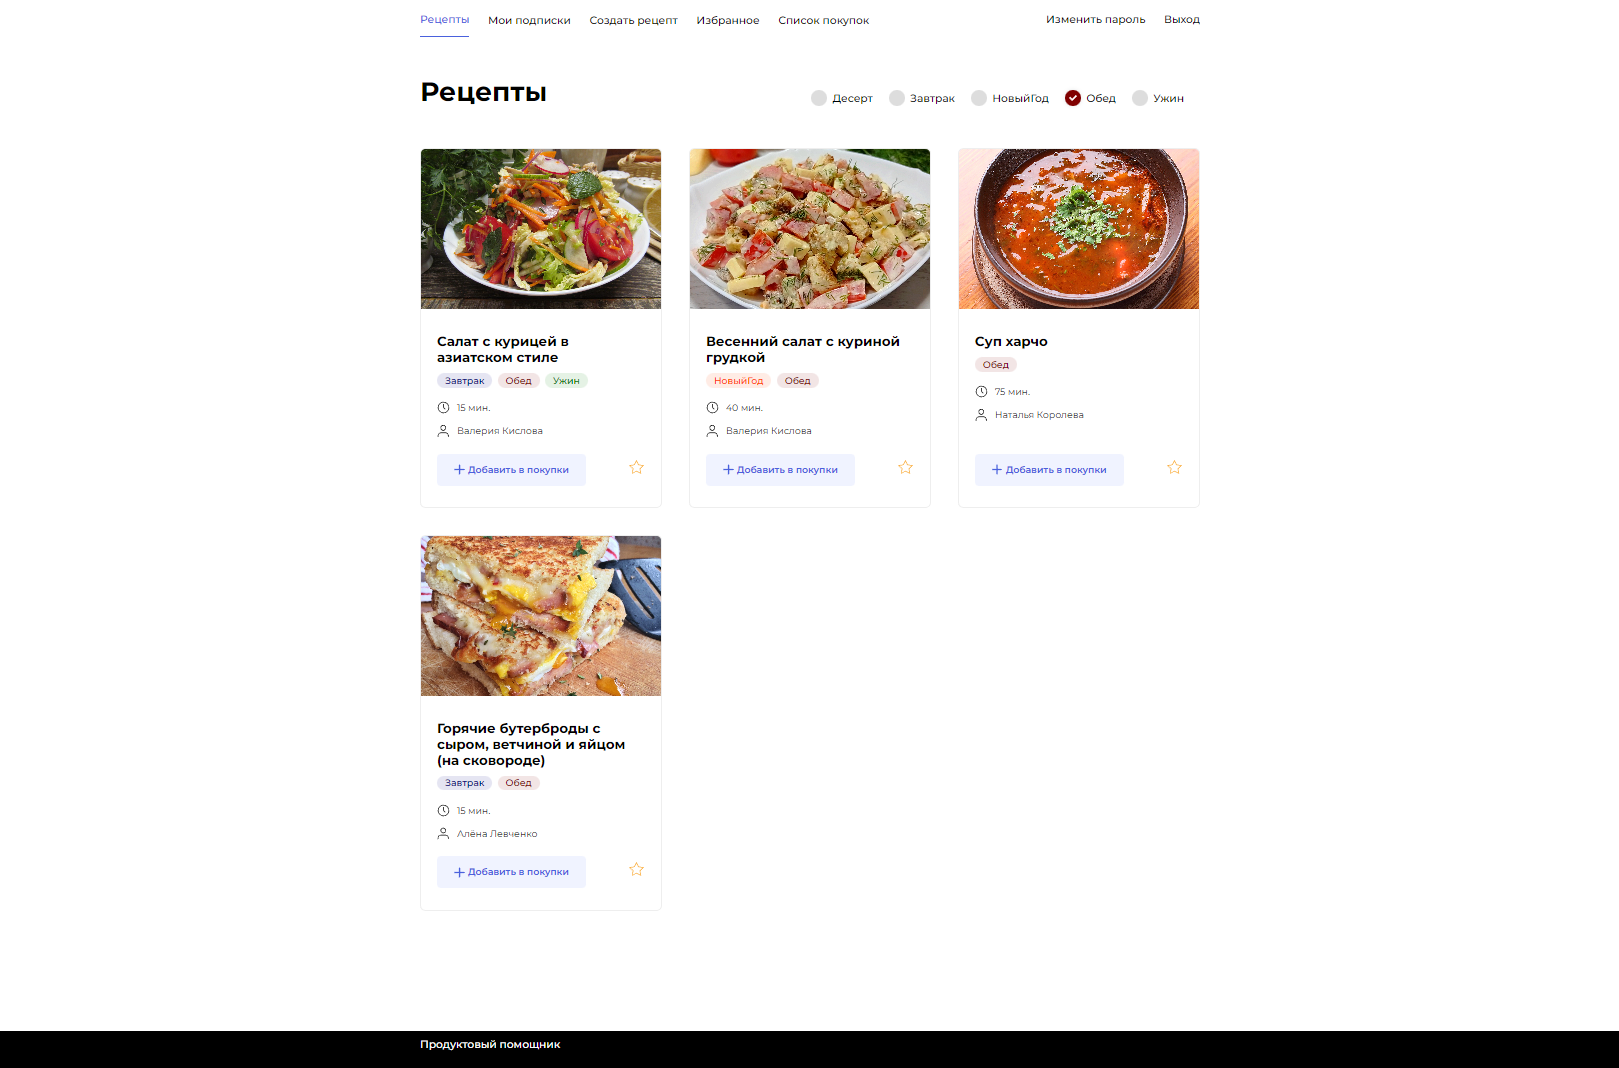 Рецепты Мои подписки Создать рецепт Избранное Список покупок Изменить пароль Выход
Рецепты
Десерт Завтрак НовыйГод Обед Ужин
Салат с курицей в
азиатском стиле
Завтрак Обед Ужин
15 мин.
Валерия Кислова
Добавить в покупки
Весенний салат с куриной
грудкой
НовыйГод Обед
40 мин.
Валерия Кислова
Добавить в покупки
Суп харчо
Обед
75 мин.
Наталья Королева
Добавить в покупки
Горячие бутерброды с
сыром, ветчиной и яйцом
(на сковороде)
Завтрак Обед
15 мин.
Алёна Левченко
Добавить в покупки
Продуктовый помощник